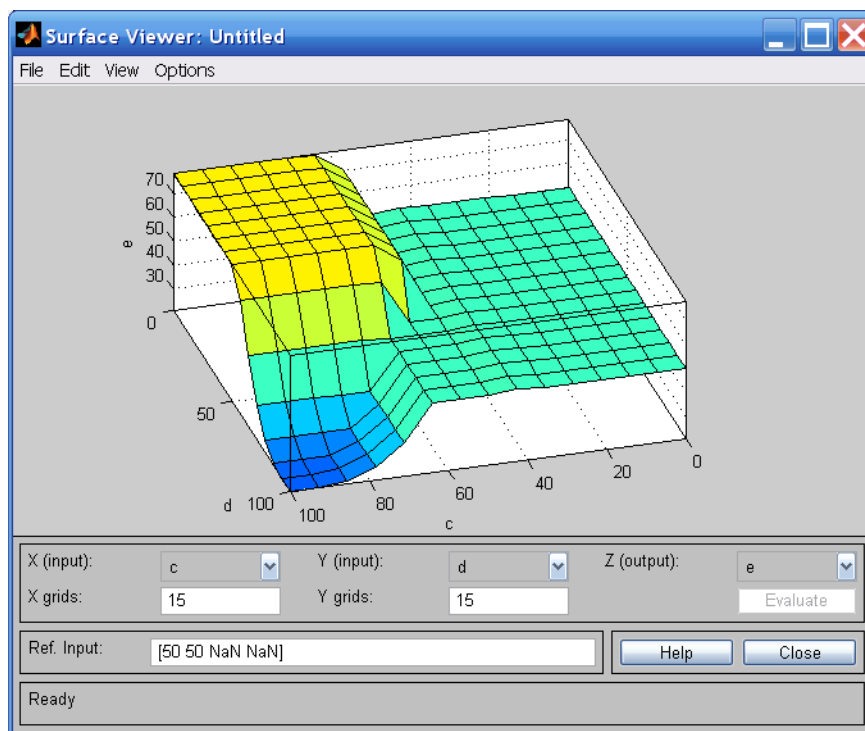 Surface Viewer: Untitled
File Edit View Options
70
60
50
40
30
e
0
50
d 100
100
80
60
40
20
0
c
X (input): c Y (input): d Z (output): e
X grids: 15 Y grids: 15 Evaluate
Ref. Input: [50 50 NaN NaN] Help Close
Ready